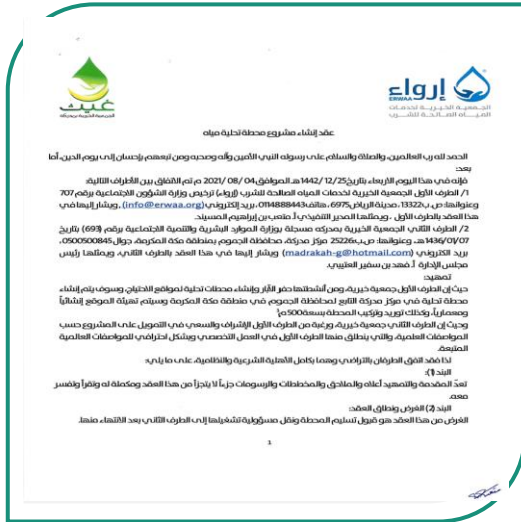 غيث
الجمعية الخيرية بمدركة
إرواء
ERWAA
الجمعية الخيرية لخدمات
المياه الصالحة للشرب
عقد إنشاء مشروع محطة تحلية مياه
الحمد لله رب العالمين، والصلاة والسلام على رسوله النبي الأمين وآله وصحبه ومن تبعهم بإحسان إلى يوم الدين، أما
بعد:
فإنه في هذا اليوم الاربعاء بتاريخ 1442/12/25 هـ الموافق 2021/08/04 م تم الاتفاق بين الأطراف التالية:
1/ الطرف الأول الجمعية الخيرية لخدمات المياه الصالحة للشرب (إرواء) ترخيص وزارة الشؤون الاجتماعية برقم 707
وعنوانها: ص.ب 13322، مدينة الرياض 6975، هاتف 0114888443، بريد إلكتروني (info@erwaa.org)، ويشار إليها في
هذا العقد بالطرف الأول . ويمثلها المدير التنفيذي أ. متعب بن إبراهيم المسيند.
2/ الطرف الثاني الجمعية الخيرية بمدركه مسجلة بوزارة الموارد البشرية والتنمية الاجتماعية برقم (693) بتاريخ
1436/01/07هـ، وعنوانها: ص.ب 25226 مركز مدركة، محافظة الجموم بمنطقة مكة المكرمة، جوال 0500500845،
بريد الكتروني (madrakah-g@hotmail.com) ويشار إليها في هذا العقد بالطرف الثاني، ويمثلها رئيس
مجلس الإدارة أ. فهد بن سفير العتيبي.
تمهيد:
حيث إن الطرف الأول جمعية خيرية، ومن أنشطتها حفر الآبار وإنشاء محطات تحلية لمواقع الاحتياج، وسوف يتم إنشاء
محطة تحلية في مركز مدركة التابع لمحافظة الجموم في منطقة مكة المكرمة وسيتم تهيئة الموقع إنشائياً
ومعمارياً، وكذلك توريد وتركيب المحطة بسعة 500م³
وحيث إن الطرف الثاني جمعية خيرية، ورغبة من الطرف الأول الإشراف والسعي في التمويل على المشروع حسب
المواصفات العلمية، والتي ينطلق منها الطرف الأول في العمل التخصصي وبشكل احترافي للمواصفات العالمية
المتبعة.
لذا فقد اتفق الطرفان بالتراضي وهما بكامل الأهلية الشرعية والنظامية، على ما يلي:
البند (1):
تعدّ المقدمة والتمهيد أعلاه والملاحق والمخططات والرسومات جزءاً لا يتجزأ من هذا العقد ومكملة له وتقرأ وتفسر
معه.
البند (2) الغرض ونطاق العقد:
الغرض من هذا العقد هو قبول تسليم المحطة ونقل مسؤولية تشغيلها إلى الطرف الثاني بعد الانتهاء منها.
1